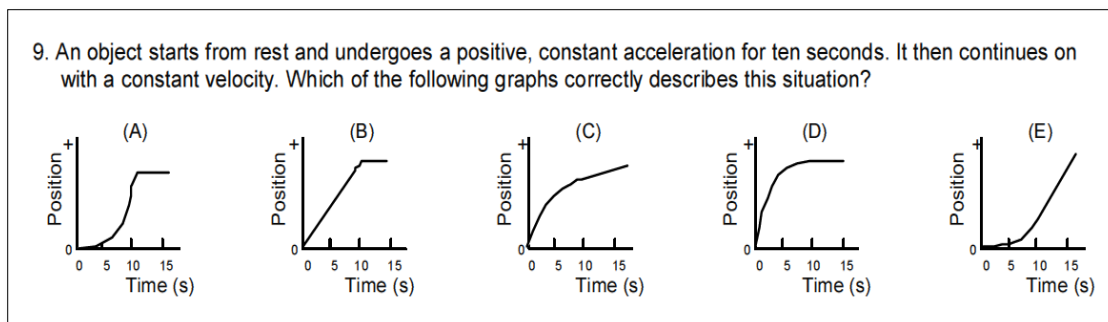 9. An object starts from rest and undergoes a positive, constant acceleration for ten seconds. It then continues on
with a constant velocity. Which of the following graphs correctly describes this situation?
(A) (B) (C) (D) (E)
+ + + + +
Position Position Position Position Position
0 0 0 0 0
0 5 10 15 0 5 10 15 0 5 10 15 0 5 10 15 0 5 10 15
Time (s) Time (s) Time (s) Time (s) Time (s)